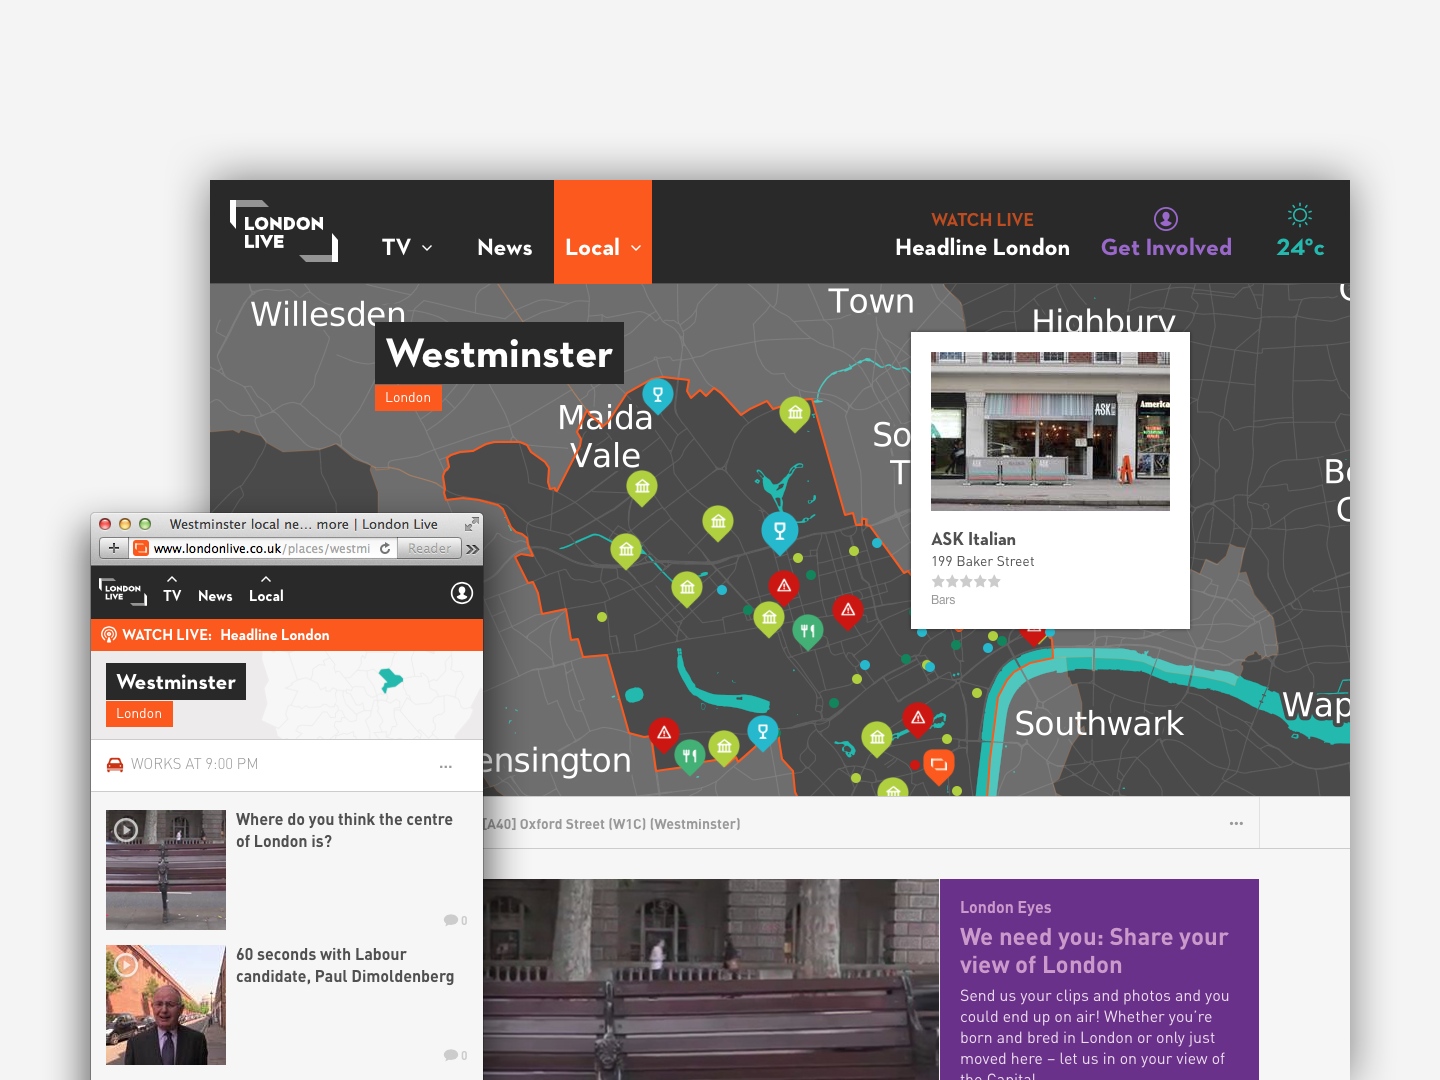 LONDON
LIVE
TV
News
Local
WATCH LIVE
Headline London
Get Involved
24°c
Willesden
Town
Highbury
Westminster
London
Maida
Vale
So
T
ASK
America
ASK
ASK
ASK Italian
199 Baker Street
Bars
Southwark
Wap
ensington
[A40] Oxford Street (W1C) (Westminster)
...
London Eyes
We need you: Share your
view of London
Send us your clips and photos and you
could end up on air! Whether you're
born and bred in London or only just
moved here – let us in on your view of
the Capital
Westminster local ne... more | London Live
www.londonlive.co.uk/places/westmi
Reader
LONDON
LIVE
TV
News
Local
WATCH LIVE: Headline London
Westminster
London
WORKS AT 9:00 PM
...
Where do you think the centre
of London is?
0
60 seconds with Labour
candidate, Paul Dimoldenberg
0